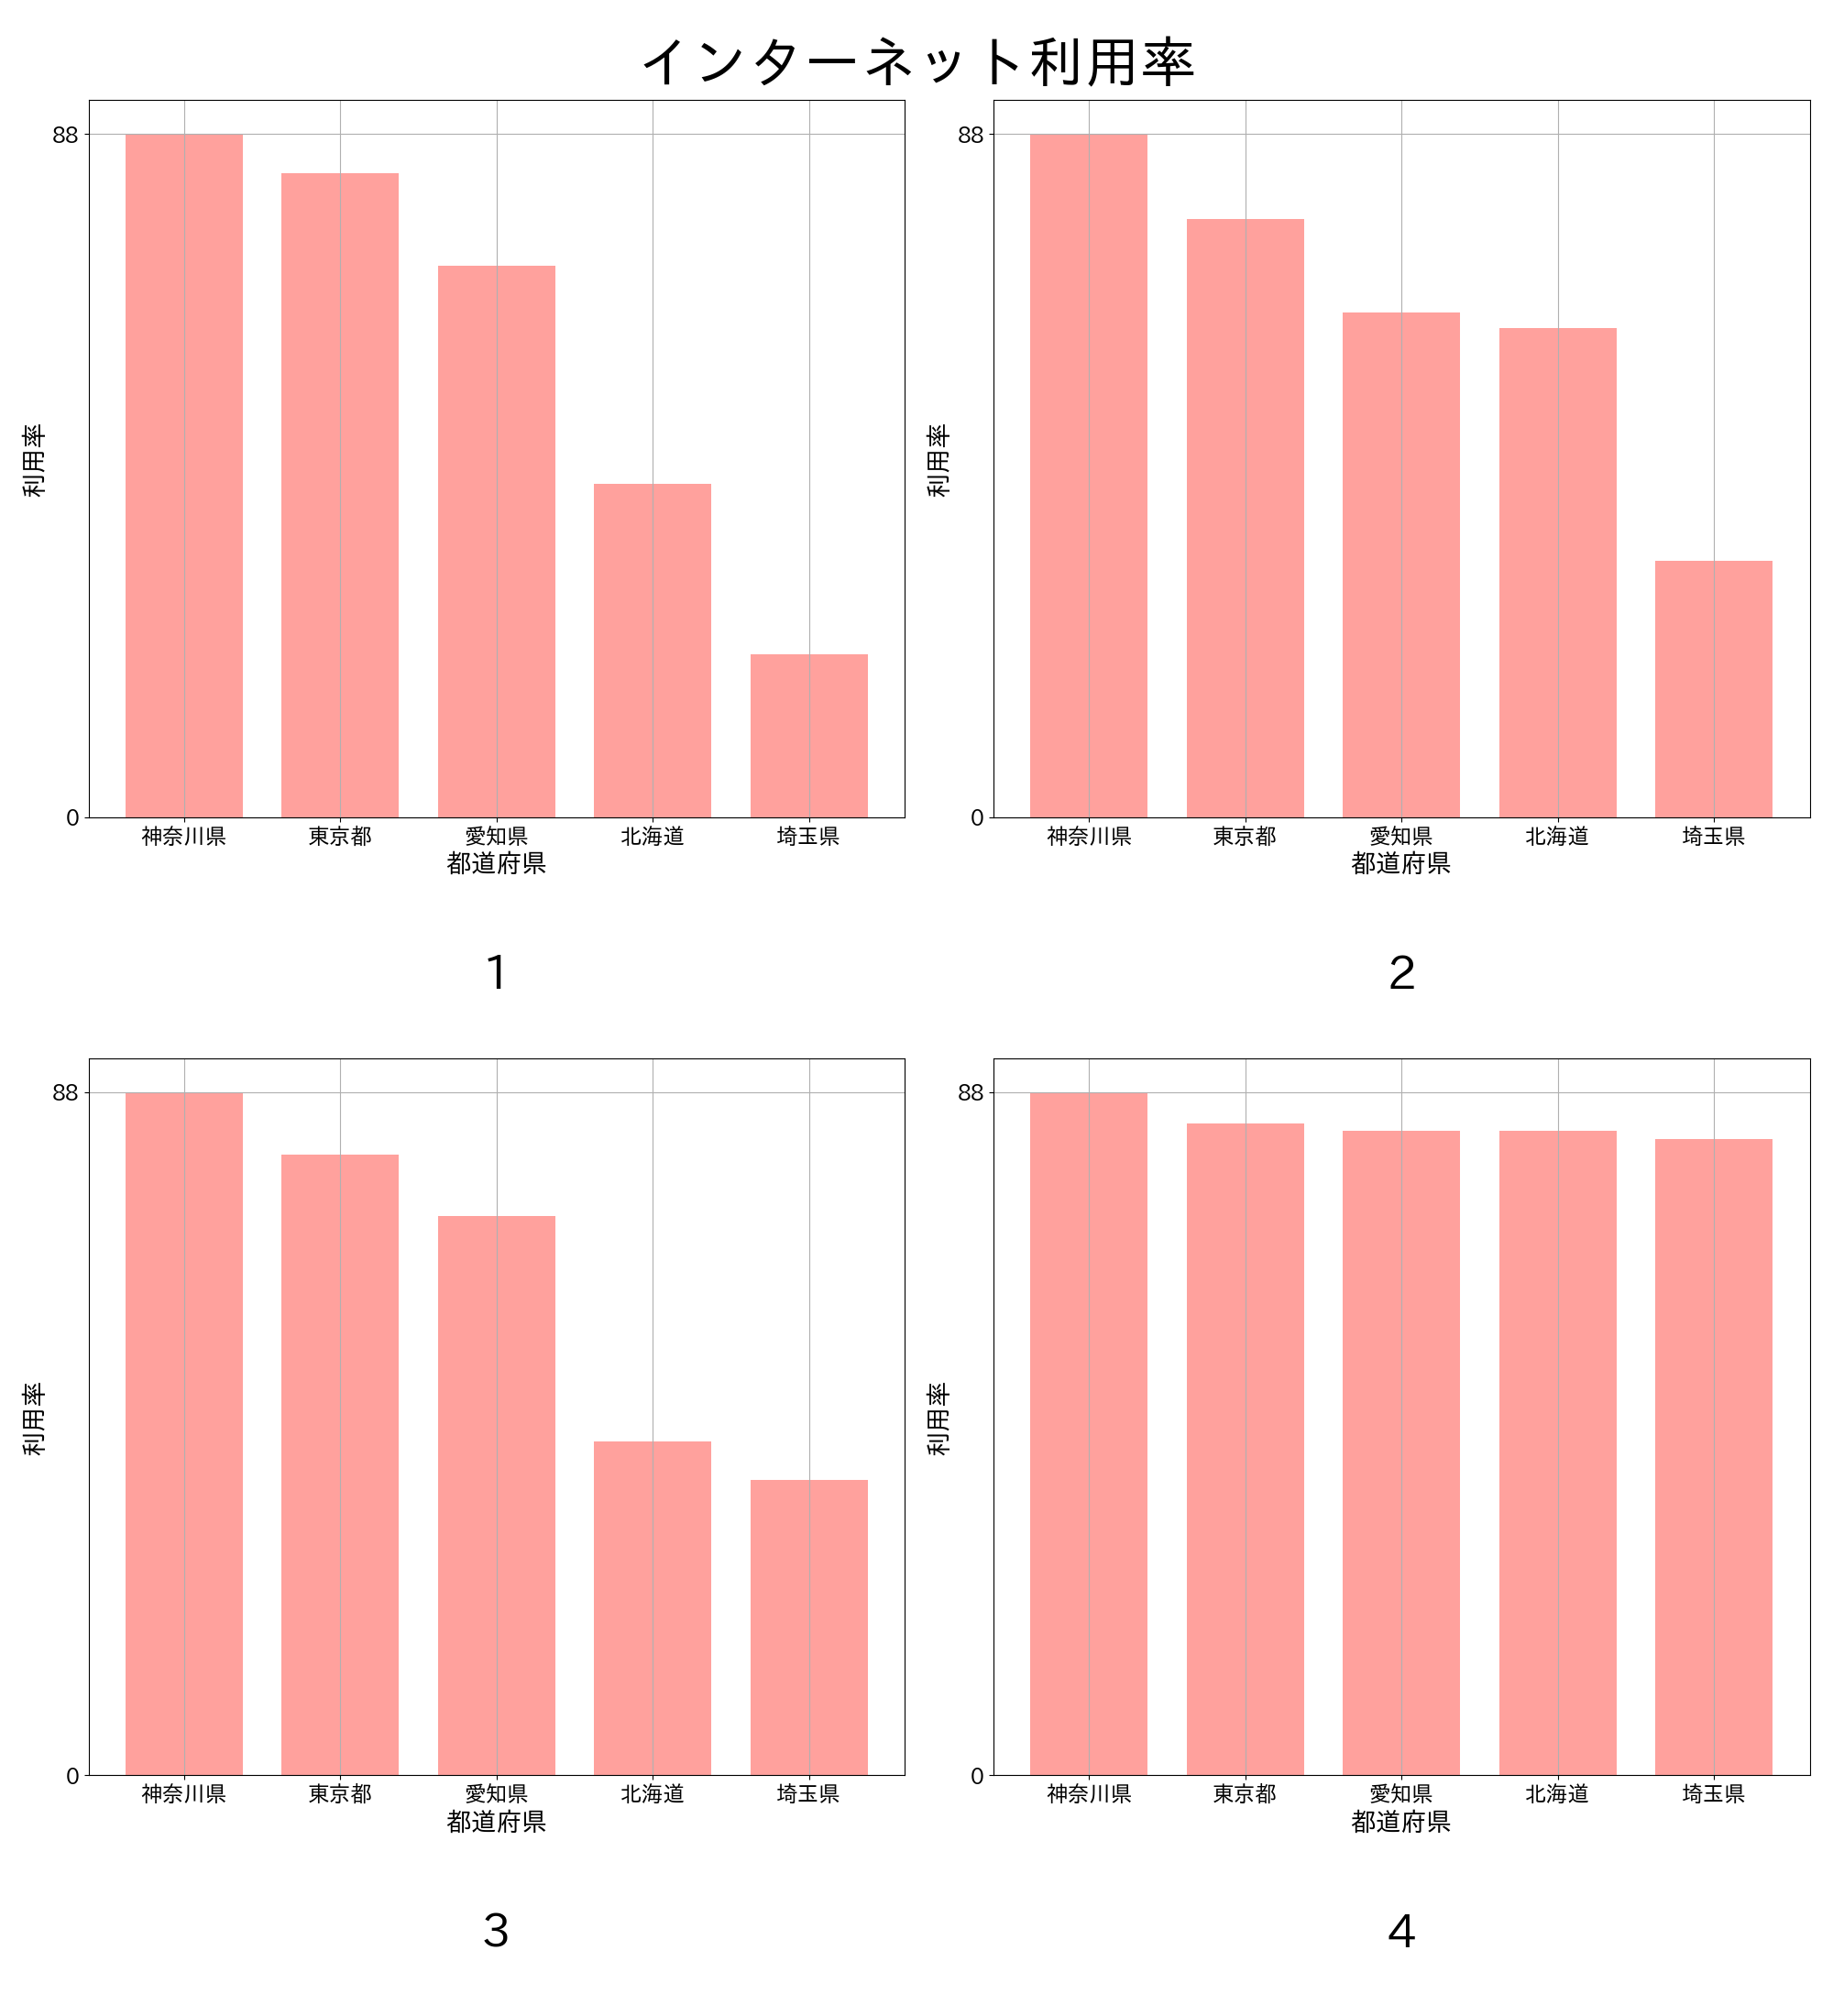 インターネット利用率
88
0
利用率
神奈川県 東京都 愛知県 北海道 埼玉県
都道府県
1
88
0
利用率
神奈川県 東京都 愛知県 北海道 埼玉県
都道府県
2
88
0
利用率
神奈川県 東京都 愛知県 北海道 埼玉県
都道府県
3
88
0
利用率
神奈川県 東京都 愛知県 北海道 埼玉県
都道府県
4